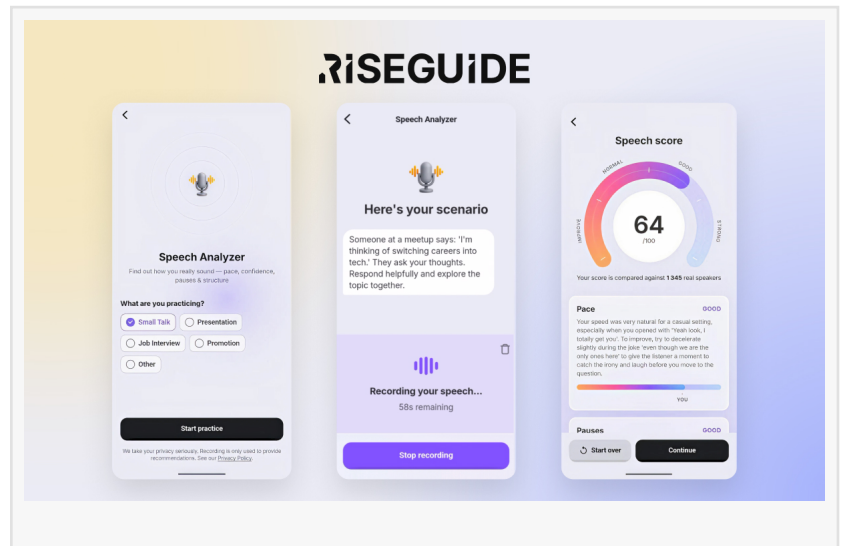 RiSEGUiDE
Speech Analyzer
Find out how you really sound — pace, confidence,
pauses & structure
What are you practicing?
Small Talk
Presentation
Job Interview
Promotion
Other
Start practice
We take your privacy seriously. Recording is only used to provide
recommendations. See our Privacy Policy.
Speech Analyzer
Here's your scenario
Someone at a meetup says: 'I'm
thinking of switching careers into
tech.' They ask your thoughts.
Respond helpfully and explore the
topic together.
Recording your speech...
58s remaining
Stop recording
Speech score
IMPROVE
NORMAL
GOOD
STRONG
64
/100
Your score is compared against 1 345 real speakers
Pace
GOOD
Your speed was very natural for a casual setting,
especially when you opened with 'Yeah look, I
totally get you'. To improve, try to decelerate
slightly during the joke 'even though we are the
only ones here' to give the listener a moment to
catch the irony and laugh before you move to the
question.
YOU
Pauses
GOOD
Start over
Continue